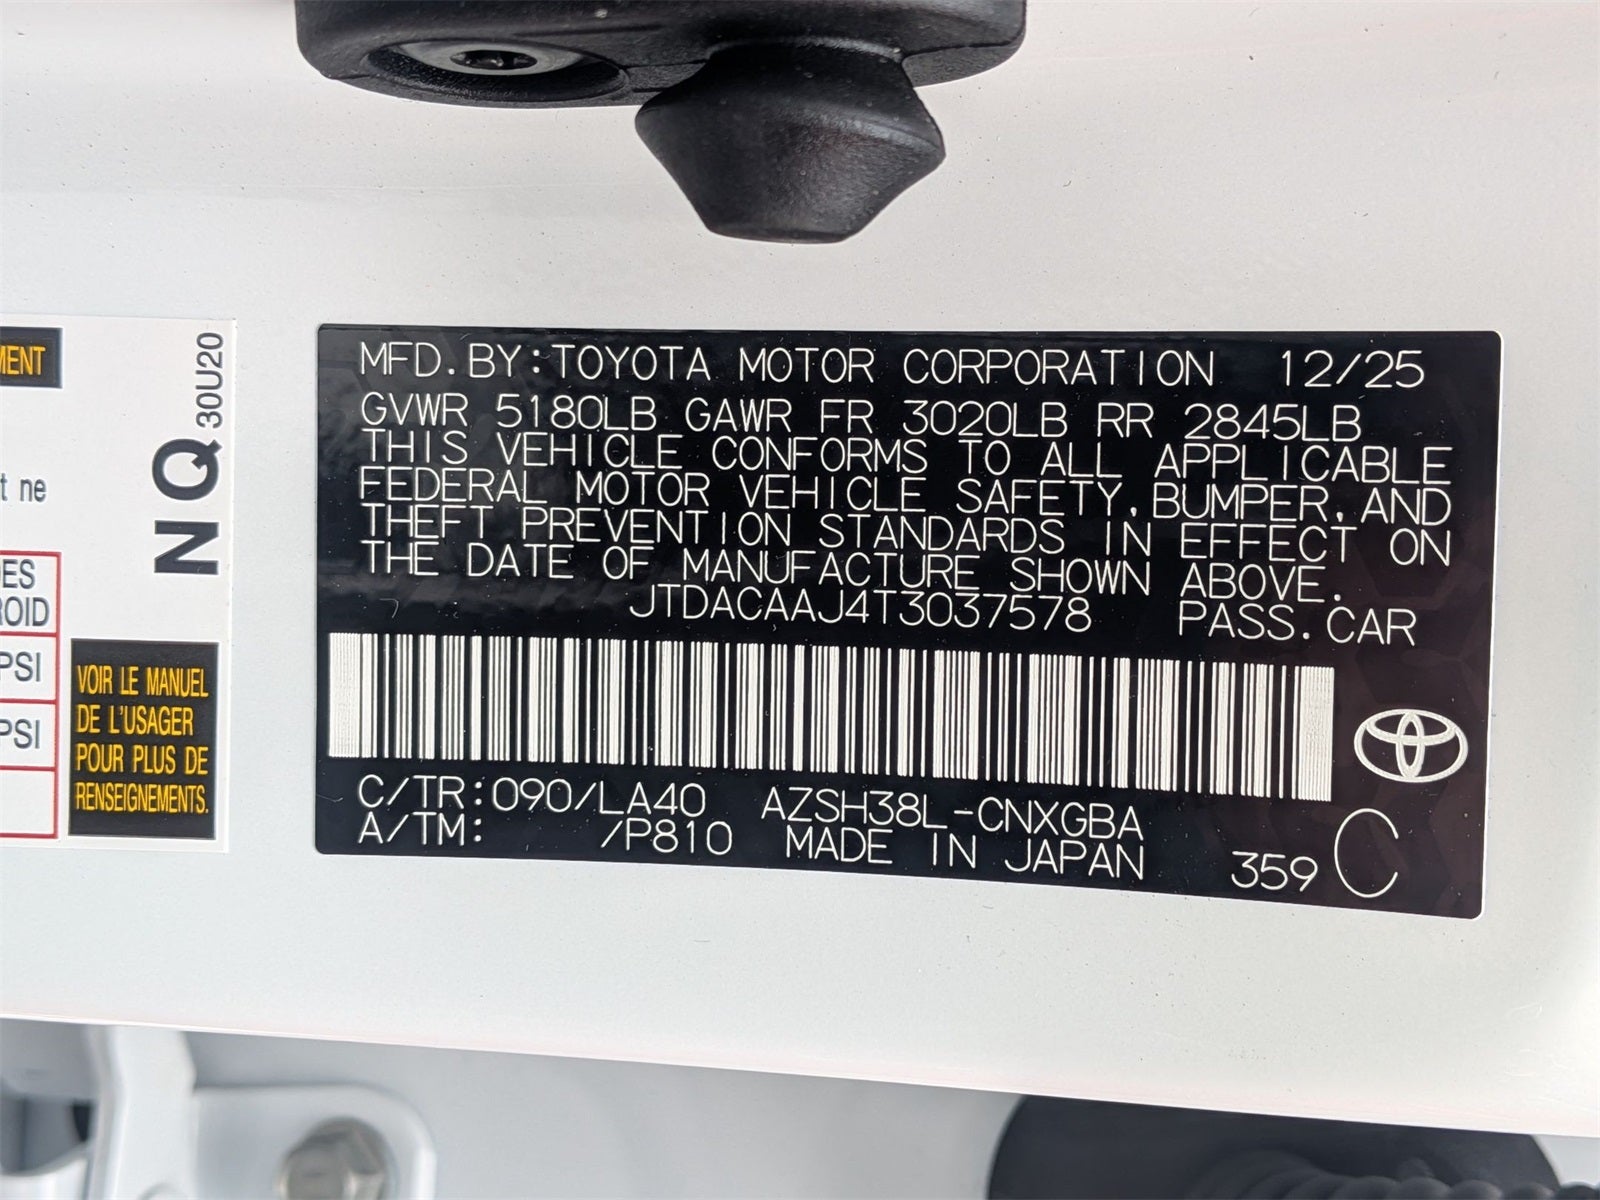 MENT
NQ 30U20
t ne
DES
ROID
PSI
PSI
VOIR LE MANUEL
DE L'USAGER
POUR PLUS DE
RENSEIGNEMENTS.
MFD.BY:TOYOTA MOTOR CORPORATION 12/25
GVWR 5180LB GAWR FR 3020LB RR 2845LB
THIS VEHICLE CONFORMS TO ALL APPLICABLE
FEDERAL MOTOR VEHICLE SAFETY,BUMPER,AND
THEFT PREVENTION STANDARDS IN EFFECT ON
THE DATE OF MANUFACTURE SHOWN ABOVE.
JTDACAAJ4T3037578 PASS.CAR
C/TR:090/LA40 AZSH38L-CNXGBA
A/TM: /P810 MADE IN JAPAN 359 C